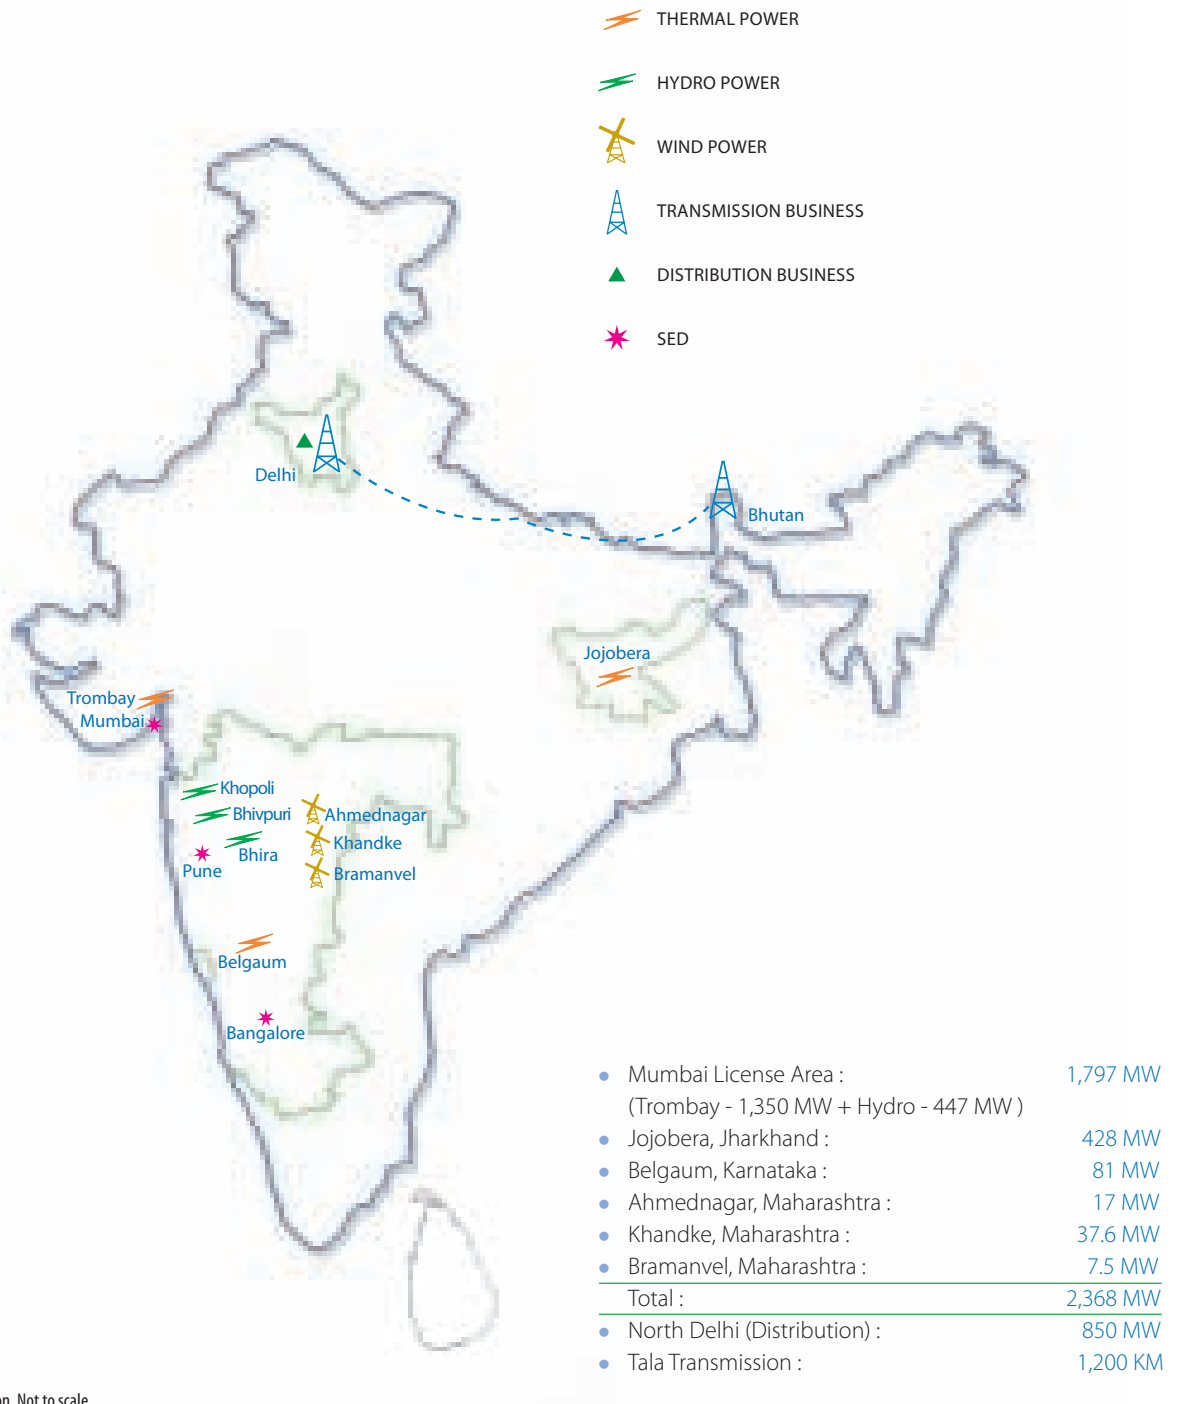 THERMAL POWER
HYDRO POWER
WIND POWER
TRANSMISSION BUSINESS
DISTRIBUTION BUSINESS
SED
Delhi
Bhutan
Jojobera
Trombay
Mumbai
Khopoli
Bhivpuri
Ahmednagar
Khandke
Bhira
Pune
Bramanvel
Belgaum
Bangalore
• Mumbai License Area : 1,797 MW
(Trombay - 1,350 MW + Hydro - 447 MW )
• Jojobera, Jharkhand : 428 MW
• Belgaum, Karnataka : 81 MW
• Ahmednagar, Maharashtra : 17 MW
• Khandke, Maharashtra : 37.6 MW
• Bramanvel, Maharashtra : 7.5 MW
Total : 2,368 MW
• North Delhi (Distribution) : 850 MW
• Tala Transmission : 1,200 KM
Not to scale